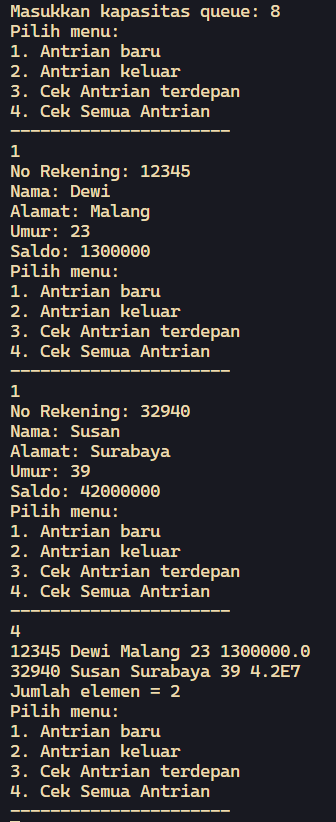 Masukkan kapasitas queue: 8
Pilih menu:
1. Antrian baru
2. Antrian keluar
3. Cek Antrian terdepan
4. Cek Semua Antrian
----------------------
1
No Rekening: 12345
Nama: Dewi
Alamat: Malang
Umur: 23
Saldo: 1300000
Pilih menu:
1. Antrian baru
2. Antrian keluar
3. Cek Antrian terdepan
4. Cek Semua Antrian
----------------------
1
No Rekening: 32940
Nama: Susan
Alamat: Surabaya
Umur: 39
Saldo: 42000000
Pilih menu:
1. Antrian baru
2. Antrian keluar
3. Cek Antrian terdepan
4. Cek Semua Antrian
----------------------
4
12345 Dewi Malang 23 1300000.0
32940 Susan Surabaya 39 4.2E7
Jumlah elemen = 2
Pilih menu:
1. Antrian baru
2. Antrian keluar
3. Cek Antrian terdepan
4. Cek Semua Antrian
----------------------